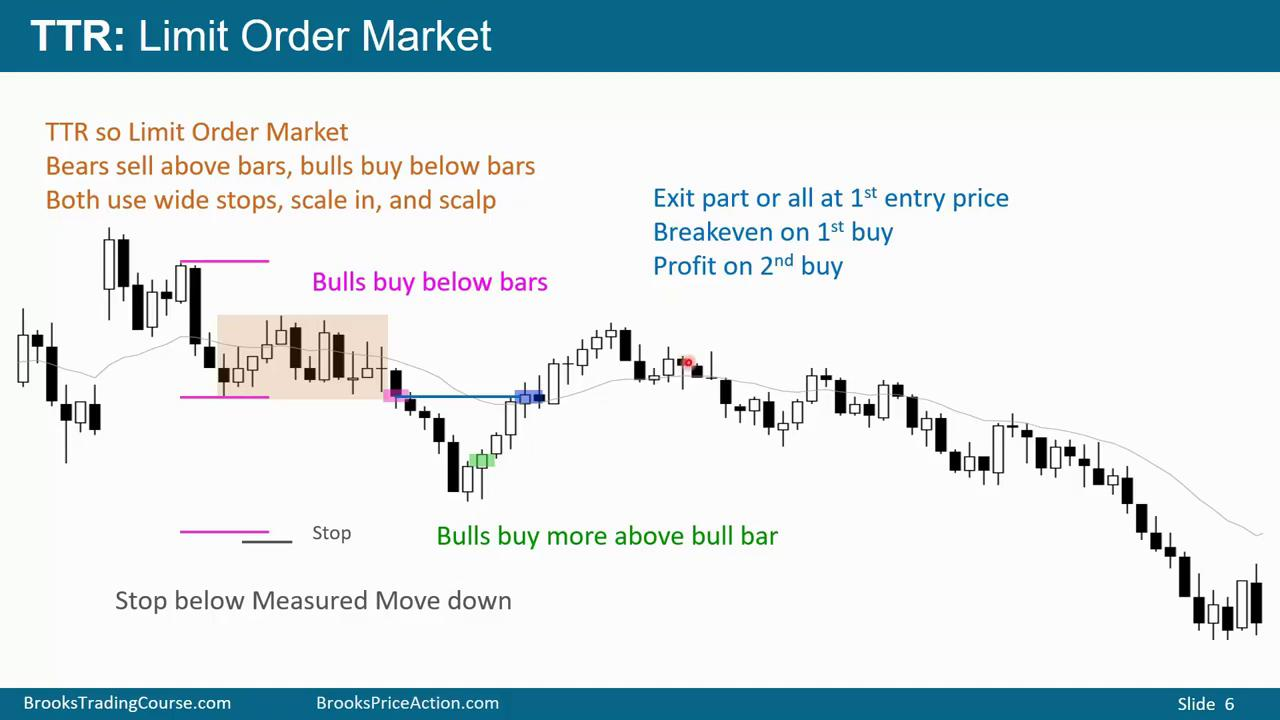 TTR: Limit Order Market
TTR so Limit Order Market
Bears sell above bars, bulls buy below bars
Both use wide stops, scale in, and scalp
Exit part or all at 1st entry price
Breakeven on 1st buy
Profit on 2nd buy
Bulls buy below bars
Stop
Bulls buy more above bull bar
Stop below Measured Move down
BrooksTradingCourse.com
BrooksPriceAction.com
Slide 6